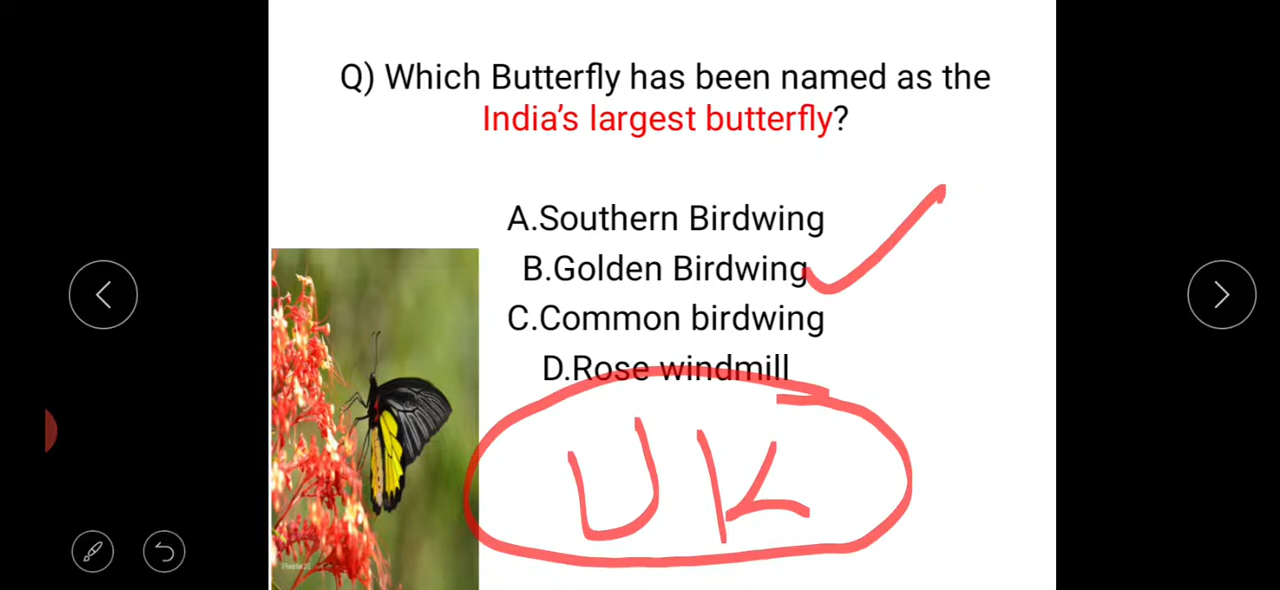 Q) Which Butterfly has been named as the
India's largest butterfly?
A.Southern Birdwing
B.Golden Birdwing
C.Common birdwing
D.Rose windmill
UK